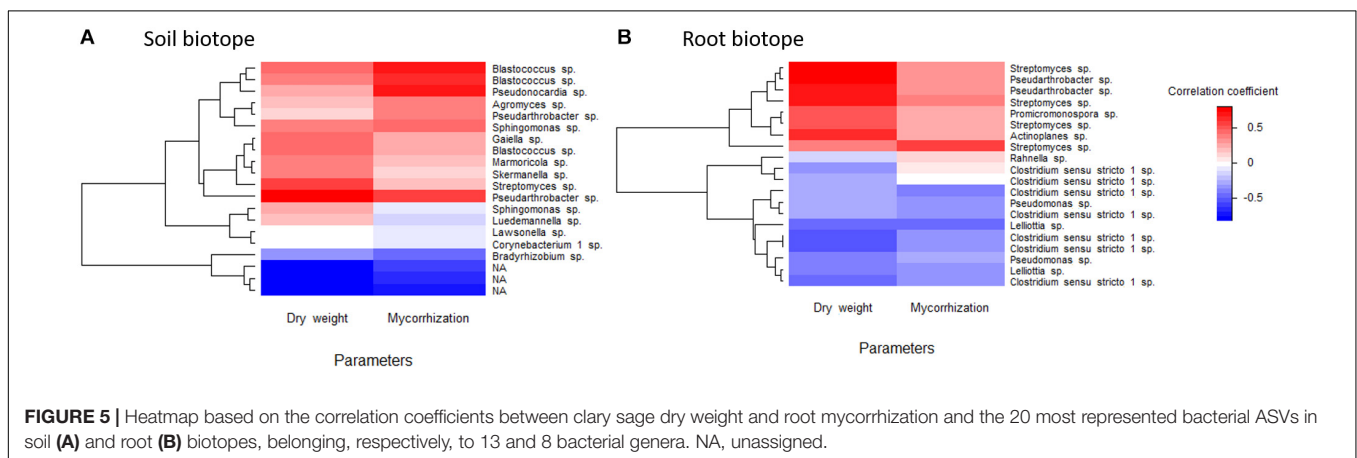 A Soil biotope
Blastococcus sp.
Blastococcus sp.
Pseudonocardia sp.
Agromyces sp.
Pseudarthrobacter sp.
Sphingomonas sp.
Gaiella sp.
Blastococcus sp.
Marmoricola sp.
Skermanella sp.
Streptomyces sp.
Pseudarthrobacter sp.
Sphingomonas sp.
Luedemannella sp.
Lawsonella sp.
Corynebacterium 1 sp.
Bradyrhizobium sp.
NA
NA
NA
Dry weight Mycorrhization
Parameters
B Root biotope
Streptomyces sp.
Pseudarthrobacter sp.
Pseudarthrobacter sp.
Streptomyces sp.
Promicromonospora sp.
Streptomyces sp.
Actinoplanes sp.
Streptomyces sp.
Rahnella sp.
Clostridium sensu stricto 1 sp.
Clostridium sensu stricto 1 sp.
Pseudomonas sp.
Pseudomonas sp.
Clostridium sensu stricto 1 sp.
Lelliottia sp.
Clostridium sensu stricto 1 sp.
Clostridium sensu stricto 1 sp.
Pseudomonas sp.
Lelliottia sp.
Clostridium sensu stricto 1 sp.
Dry weight Mycorrhization
Parameters
Correlation coefficient
0.5
0
-0.5
FIGURE 5 | Heatmap based on the correlation coefficients between clary sage dry weight and root mycorrhization and the 20 most represented bacterial ASVs in
soil (A) and root (B) biotopes, belonging, respectively, to 13 and 8 bacterial genera. NA, unassigned.